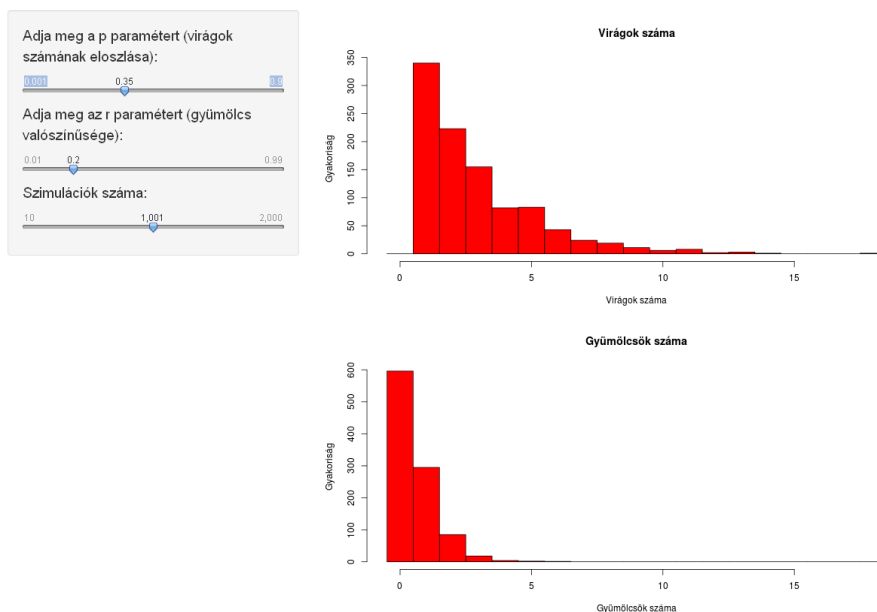 Adja meg a p paramétert (virágok
számának eloszlása):
0.001 0.35 0.9
Adja meg az r paramétert (gyümölcs
valószínűsége):
0.01 0.2 0.99
Szimulációk száma:
10 1,001 2,000
Virágok száma
Gyakoriság
0 50 100 150 200 250 300 350
0 5 10 15
Virágok száma
Gyümölcsök száma
Gyakoriság
0 100 200 300 400 500 600
0 5 10 15
Gyümölcsök száma